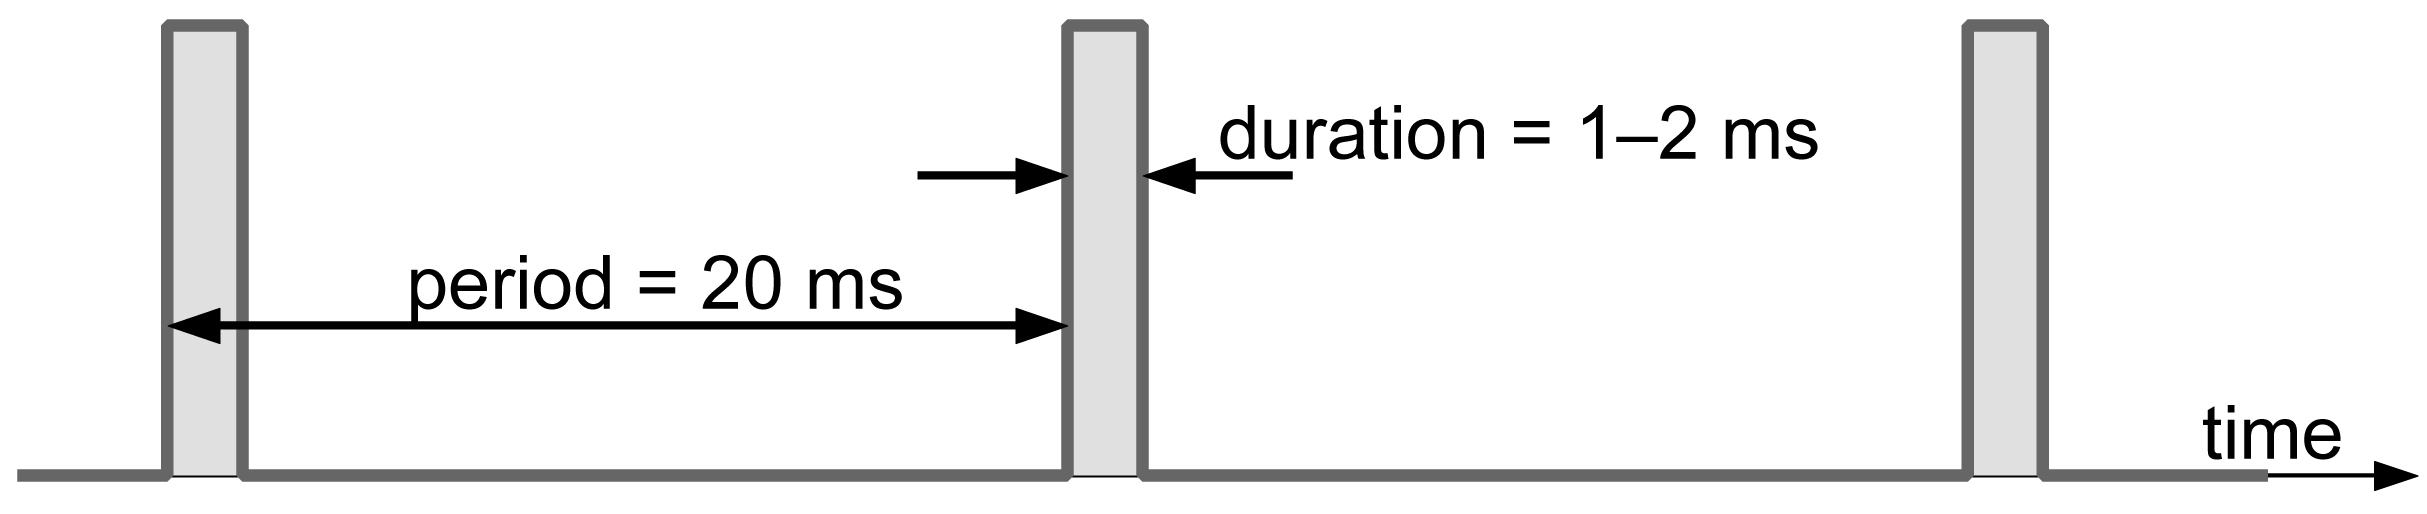 duration = 1–2 ms
period = 20 ms
time